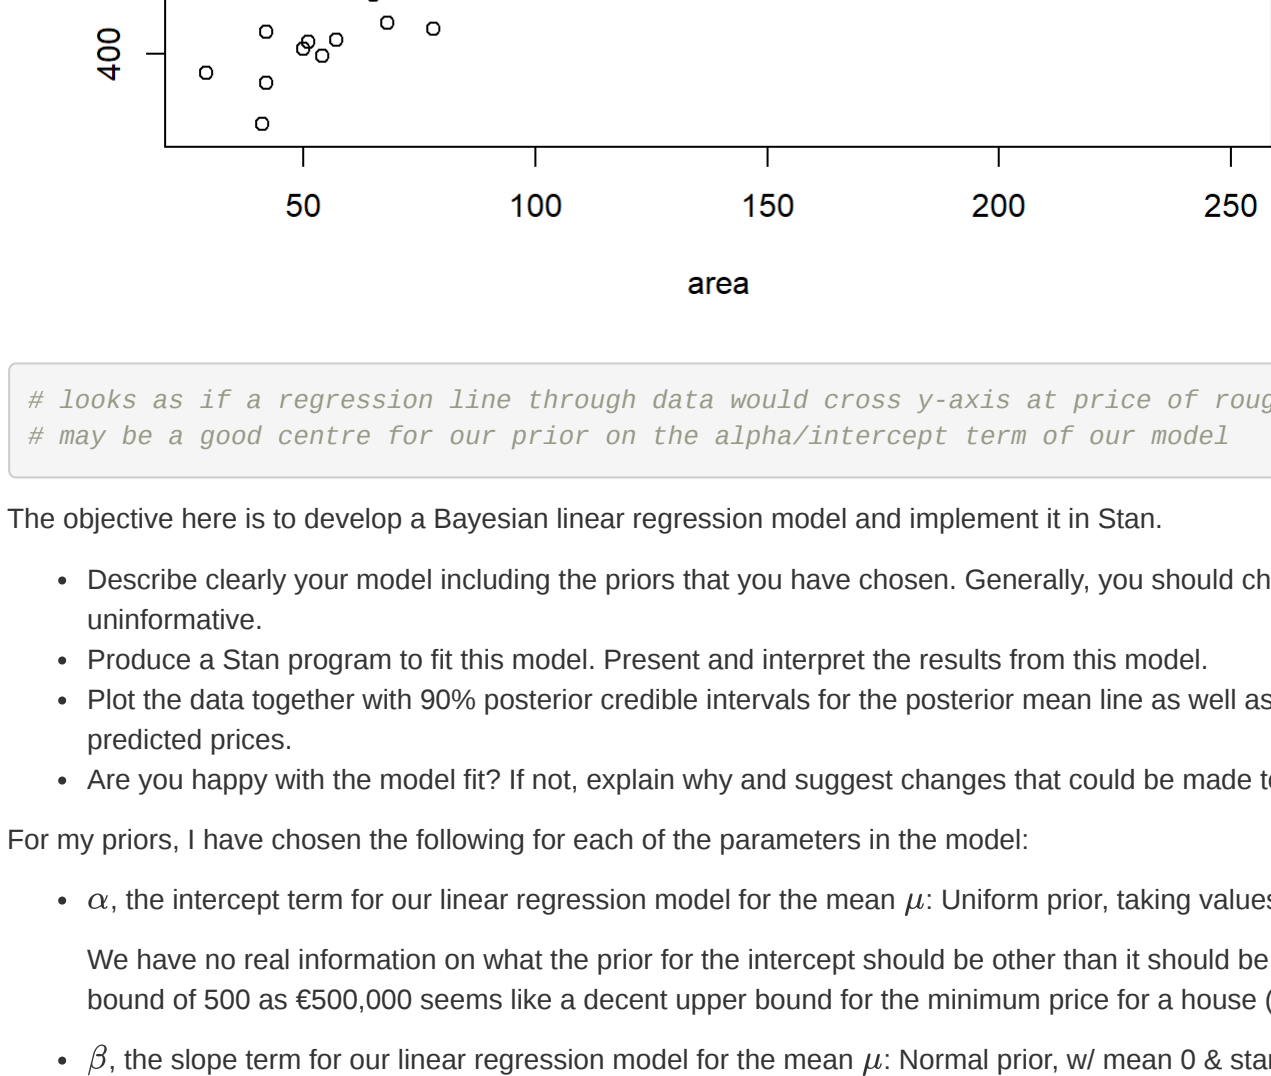 400
50 100 150 200 250
area
# looks as if a regression line through data would cross y-axis at price of
# may be a good centre for our prior on the alpha/intercept term of our model
The objective here is to develop a Bayesian linear regression model and implement it in Stan.
• Describe clearly your model including the priors that you have chosen. Generally, you should
uninformative.
• Produce a Stan program to fit this model. Present and interpret the results from this model.
• Plot the data together with 90% posterior credible intervals for the posterior mean line as well as
predicted prices.
• Are you happy with the model fit? If not, explain why and suggest changes that could be made
For my priors, I have chosen the following for each of the parameters in the model:
• α, the intercept term for our linear regression model for the mean μ: Uniform prior, taking values
We have no real information on what the prior for the intercept should be other than it should be
bound of 500 as €500,000 seems like a decent upper bound for the minimum price for a house (
• β, the slope term for our linear regression model for the mean μ: Normal prior, w/ mean 0 &